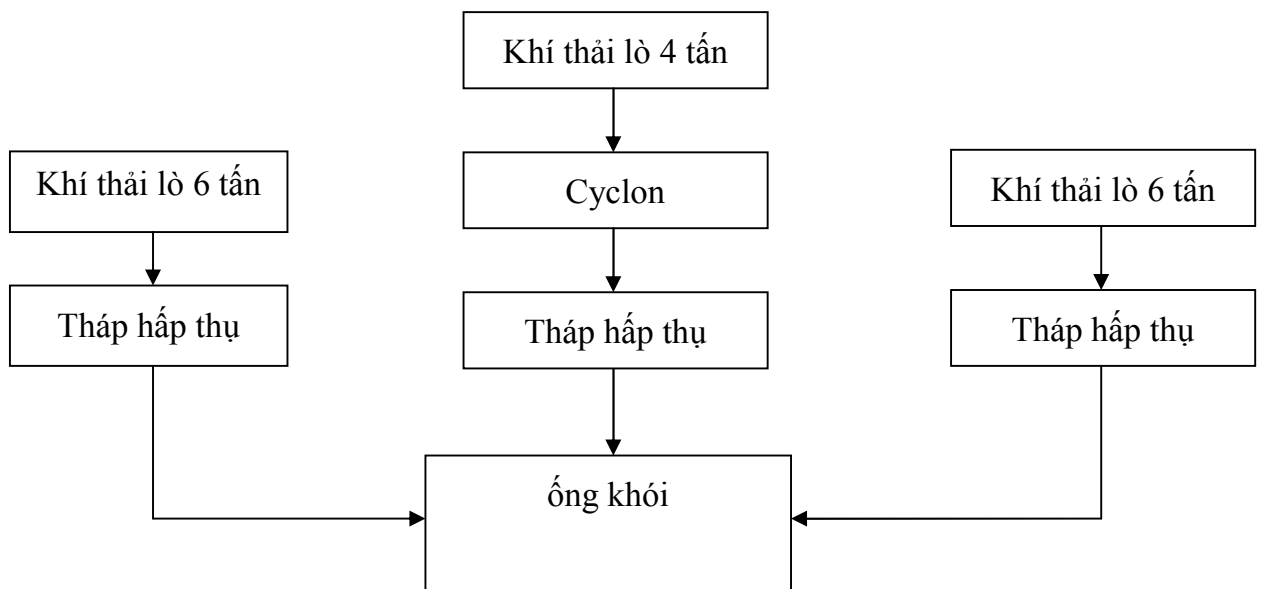 Khí thải lò 4 tấn
Khí thải lò 6 tấn
Cyclon
Khí thải lò 6 tấn
Tháp hấp thụ
Tháp hấp thụ
Tháp hấp thụ
ống khói